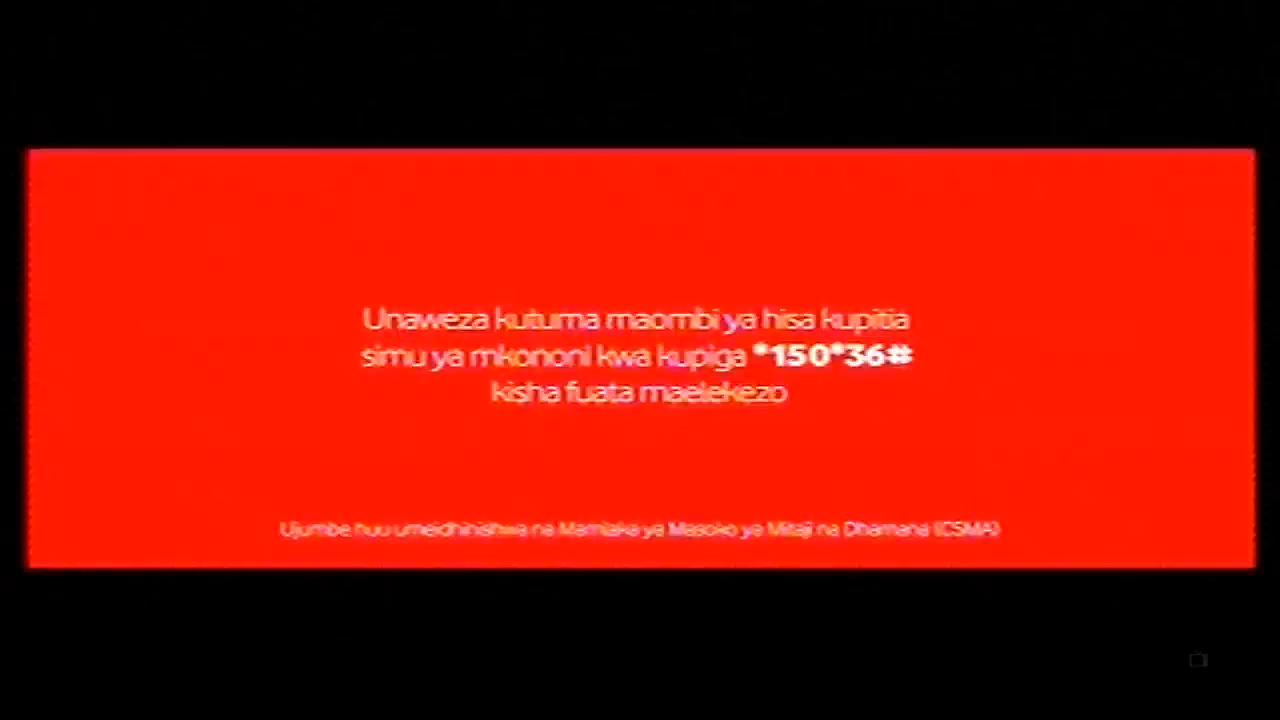 Unaweza kutuma maombi ya hisa kupitia
simu ya mkononi kwa kupiga *150*36#
kisha fuata maelekezo
Ujumbe huu umeidhinishwa na Mamlaka ya Masoko ya Mitaji na Dhamana (CSMA)